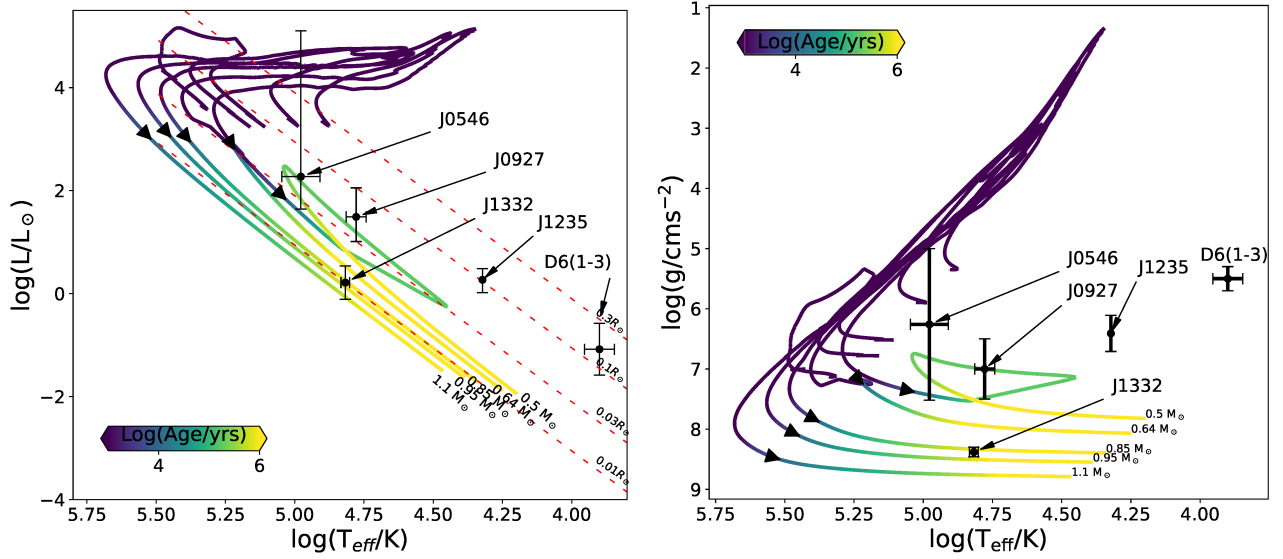 4
2
0
−2
−4
log(L/L⊙)
5.75 5.50 5.25 5.00 4.75 4.50 4.25 4.00
log(Teff/K)
J0546
J0927
J1332
J1235
D6(1-3)
0.3R⊙
0.1R⊙
0.03R⊙
0.01R⊙
0.5 M⊙
0.64 M⊙
0.85 M⊙
0.95 M⊙
1.1 M⊙
Log(Age/yrs)
4 6
1
2
3
4
5
6
7
8
9
log(g/cms−2)
5.75 5.50 5.25 5.00 4.75 4.50 4.25 4.00
log(Teff/K)
Log(Age/yrs)
4 6
J0546
J0927
J1235
D6(1-3)
J1332
0.5 M⊙
0.64 M⊙
0.85 M⊙
0.95 M⊙
1.1 M⊙